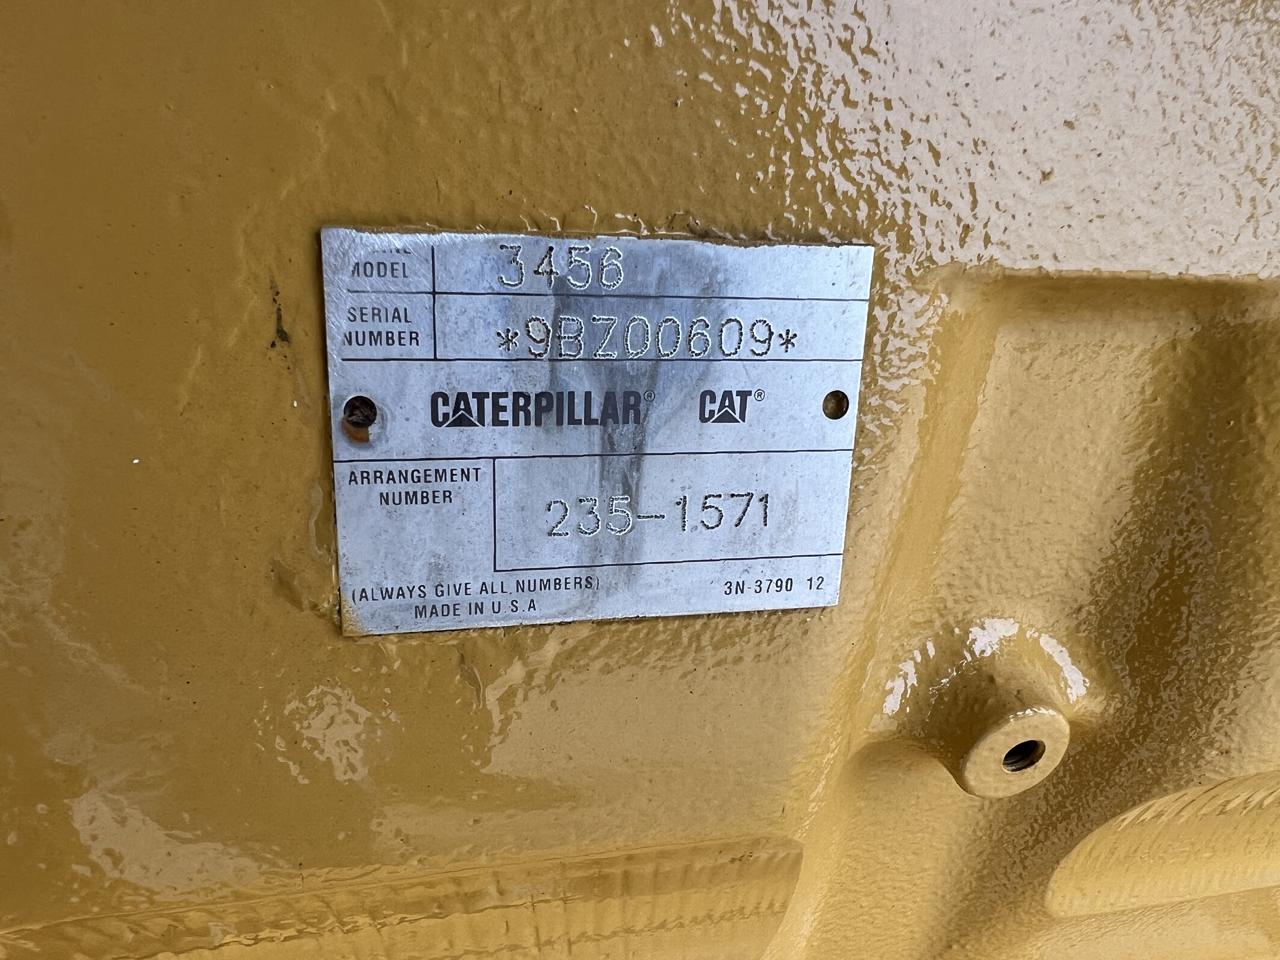 MODEL 3456
SERIAL
NUMBER *9BZ00609*
CATERPILLAR® CAT®
ARRANGEMENT
NUMBER
235-1571
(ALWAYS GIVE ALL NUMBERS) 3N-3790 12
MADE IN U.S.A